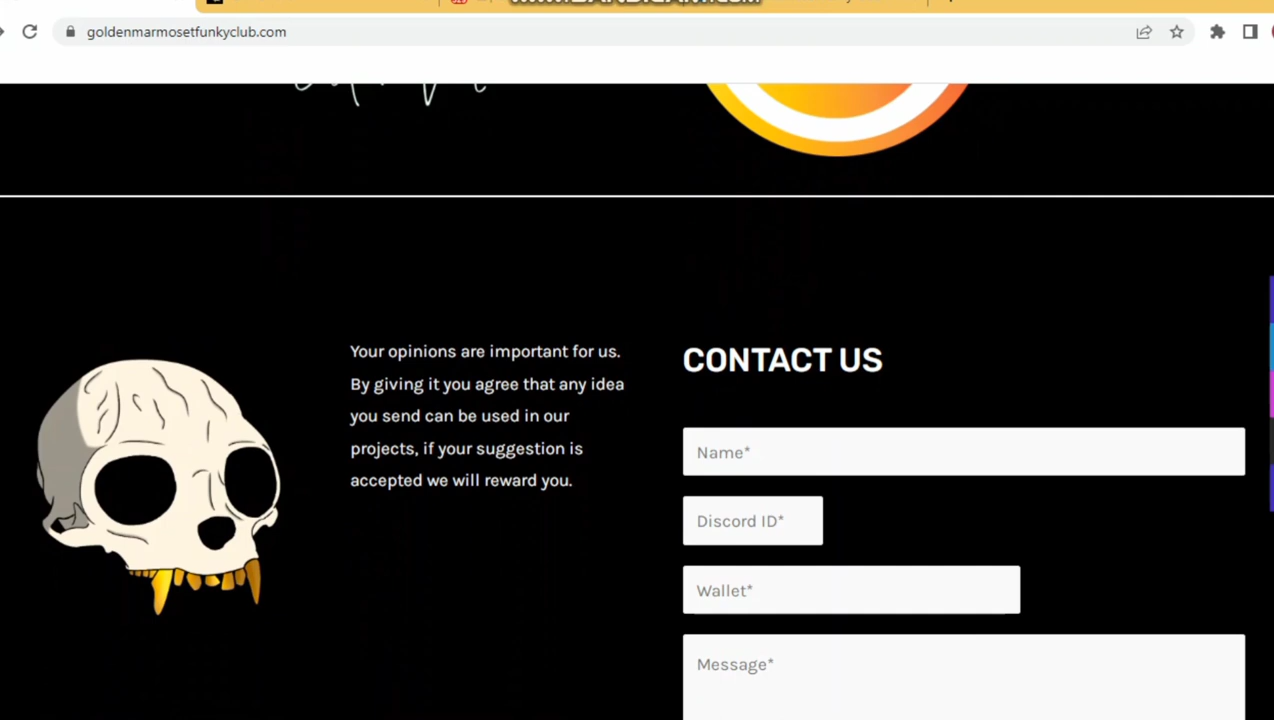 goldenmarmosetfunkyclub.com
Your opinions are important for us.
By giving it you agree that any idea
you send can be used in our
projects, if your suggestion is
accepted we will reward you.
CONTACT US
Name*
Discord ID*
Wallet*
Message*